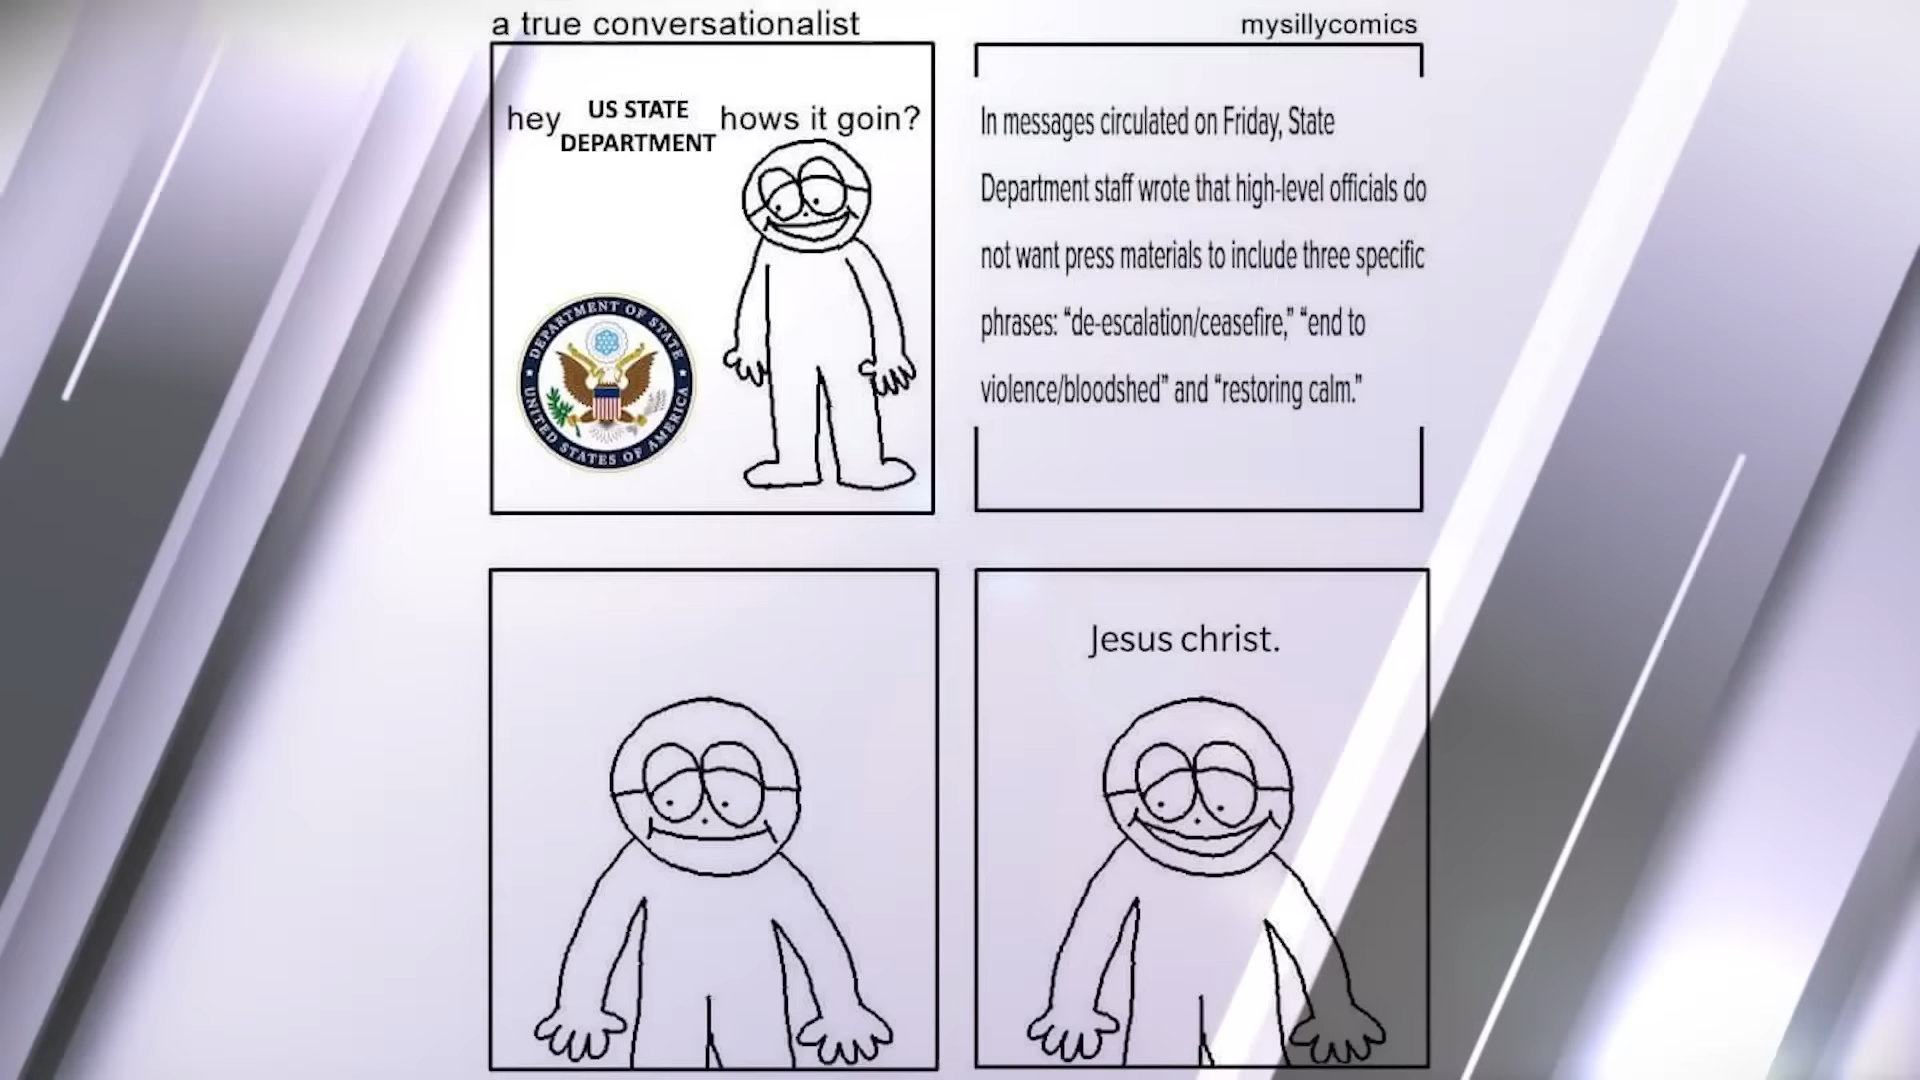 a true conversationalist
mysillycomics
hey US STATE DEPARTMENT hows it goin?
DEPARTMENT OF STATE
UNITED STATES OF AMERICA
In messages circulated on Friday, State
Department staff wrote that high-level officials do
not want press materials to include three specific
phrases: “de-escalation/ceasefire,” “end to
violence/bloodshed” and “restoring calm.”
Jesus christ.